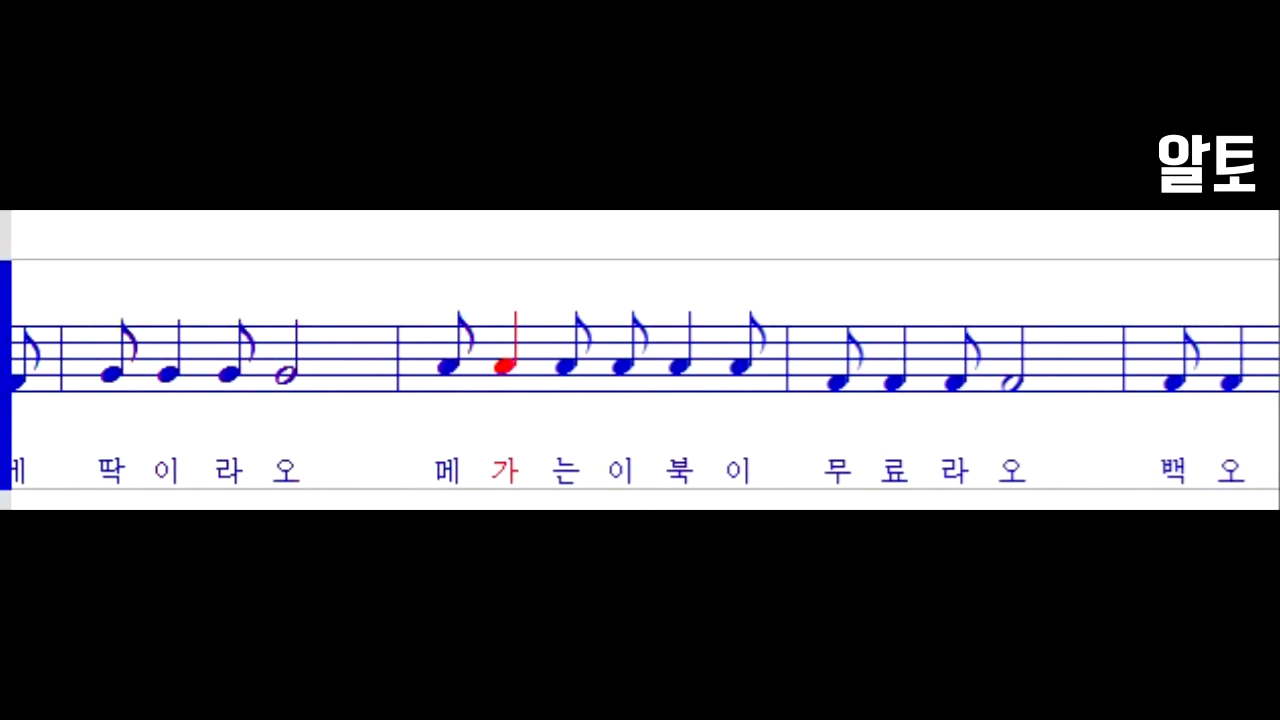 알토
딱 이 라 오 메 가 는 이 북 이 무 료 라 오 백 오